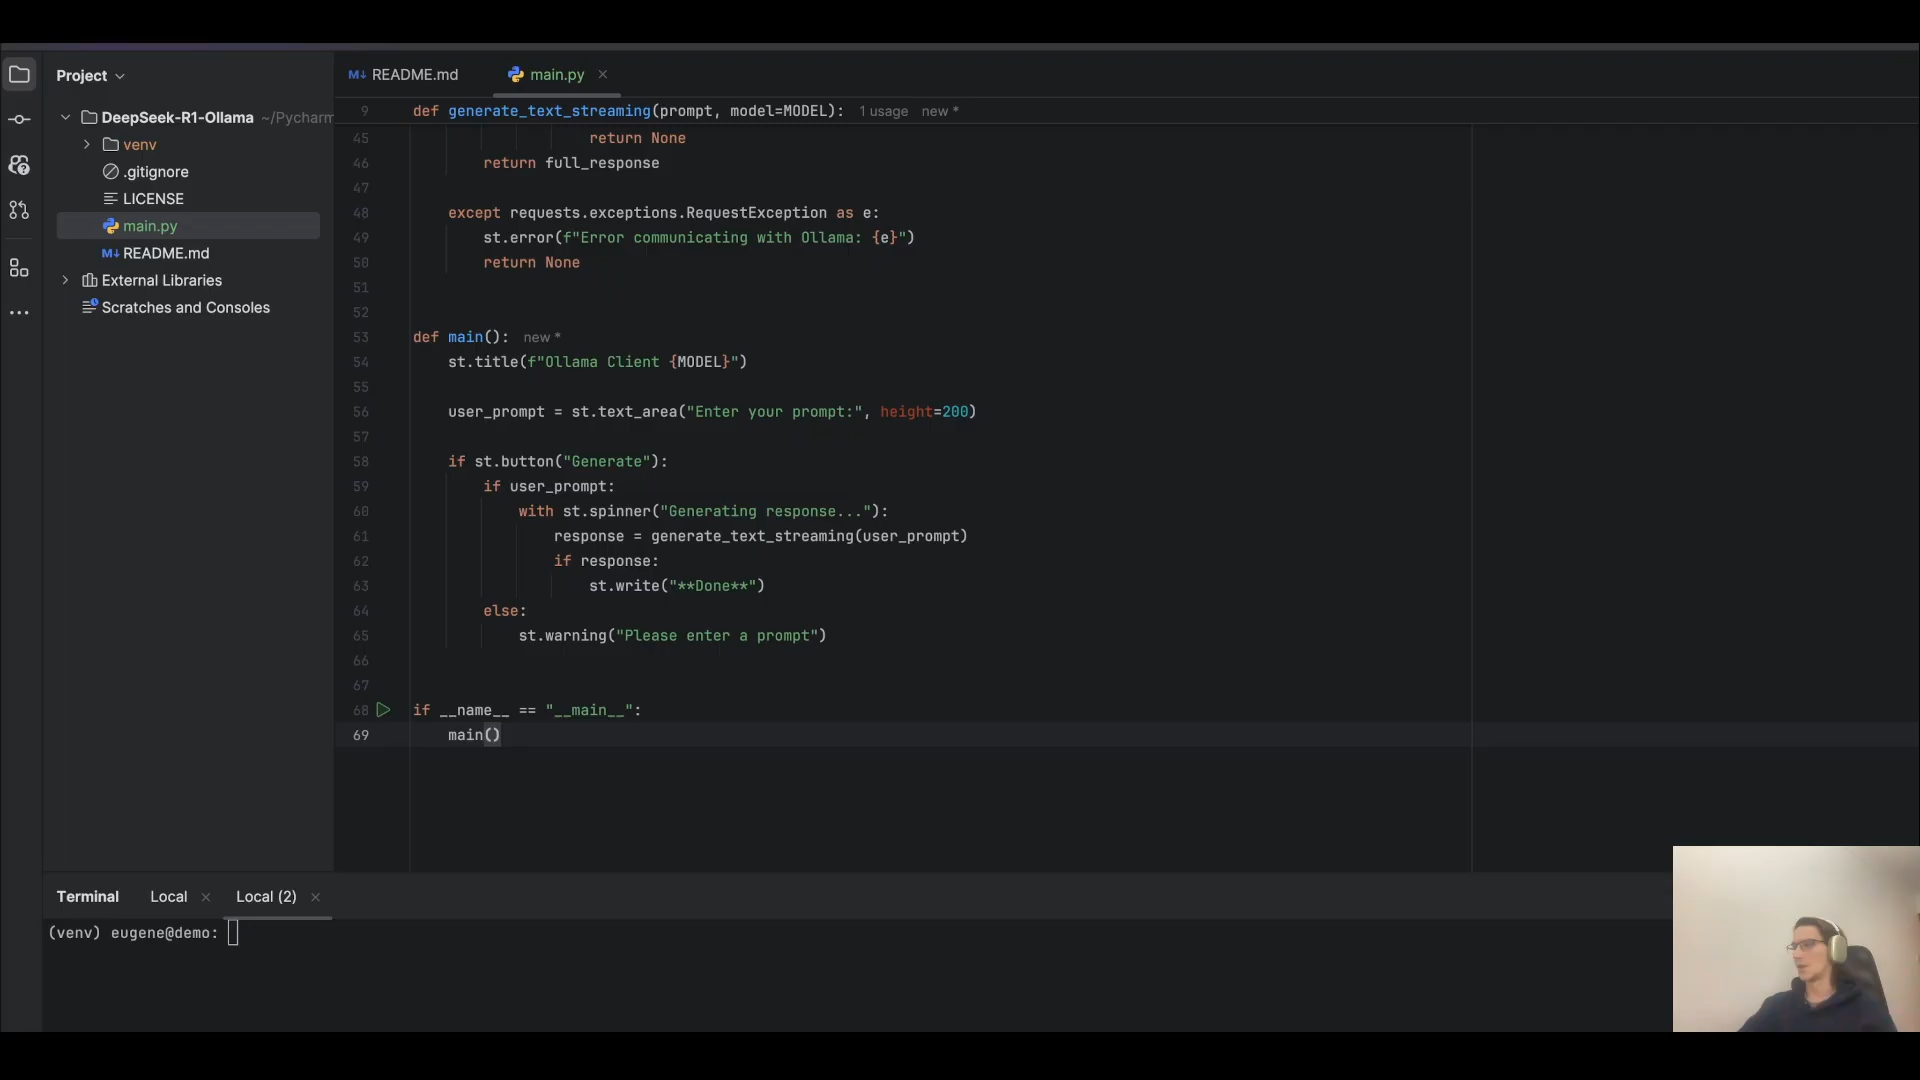 Project
README.md
main.py
DeepSeek-R1-Ollama ~/Pycharm
venv
.gitignore
LICENSE
main.py
README.md
External Libraries
Scratches and Consoles
9 def generate_text_streaming(prompt, model=MODEL): 1 usage new *
45 return None
46 return full_response
47
48 except requests.exceptions.RequestException as e:
49 st.error(f"Error communicating with Ollama: {e}")
50 return None
51
52
53 def main(): new *
54 st.title(f"Ollama Client {MODEL}")
55
56 user_prompt = st.text_area("Enter your prompt:", height=200)
57
58 if st.button("Generate"):
59 if user_prompt:
60 with st.spinner("Generating response..."):
61 response = generate_text_streaming(user_prompt)
62 if response:
63 st.write("**Done**")
64 else:
65 st.warning("Please enter a prompt")
66
67
68 if __name__ == "__main__":
69 main()
Terminal Local Local (2)
(venv) eugene@demo: